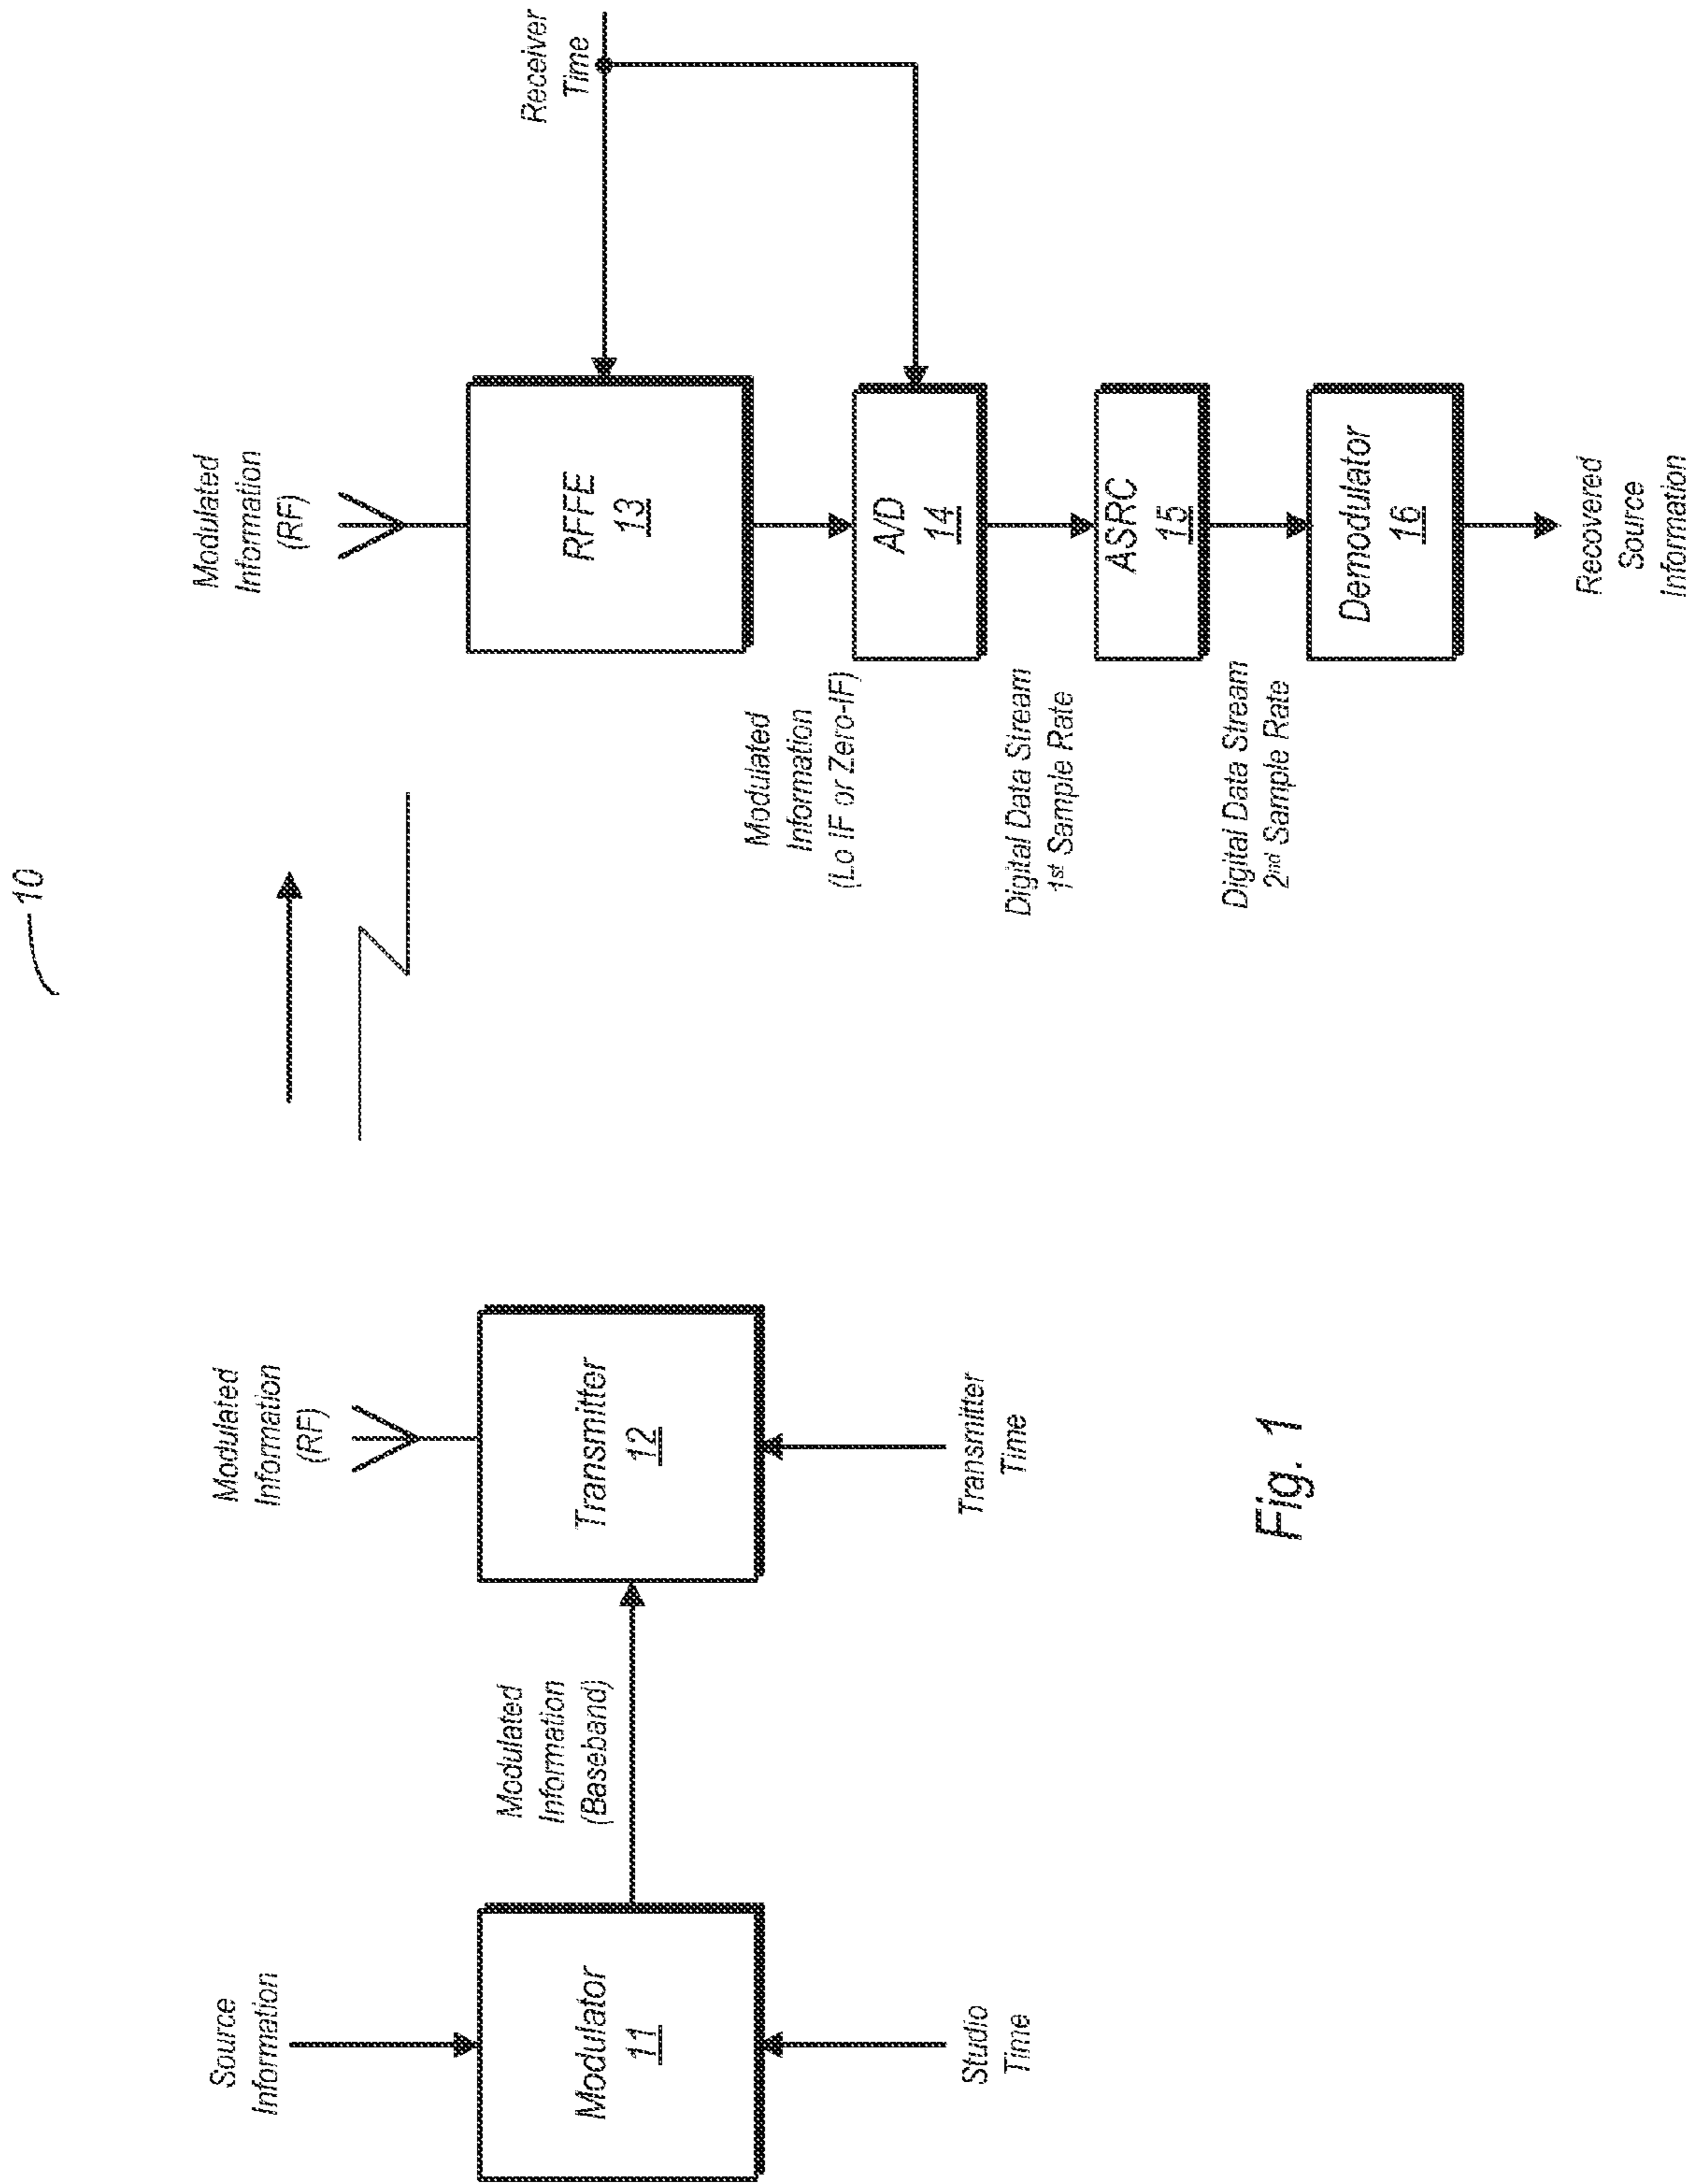 10
Source
Information
Modulator
11
Studio
Time
Modulated
Information
(Baseband)
Modulated
Information
(RF)
Transmitter
12
Transmitter
Time
Modulated
Information
(RF)
RFFE
13
Receiver
Time
Modulated
Information
(Lo IF or Zero-IF)
A/D
14
Digital Data Stream
1st Sample Rate
ASRC
15
Digital Data Stream
2nd Sample Rate
Demodulator
16
Recovered
Source
Information
Fig. 1